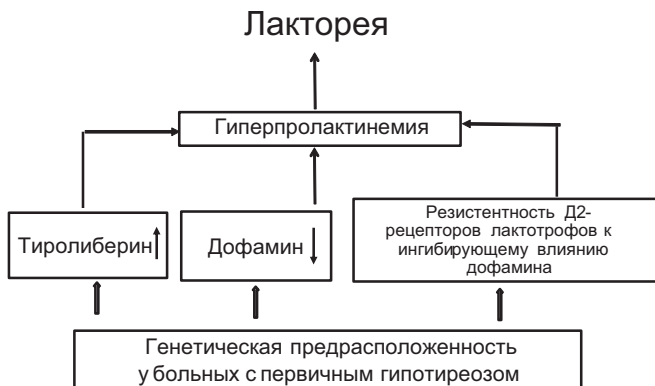 Лакторея
Гиперпролактинемия
Тиролиберин
Дофамин
Резистентность Д2-
рецепторов лактотрофов к
ингибирующему влиянию
дофамина
Генетическая предрасположенность
у больных с первичным гипотиреозом